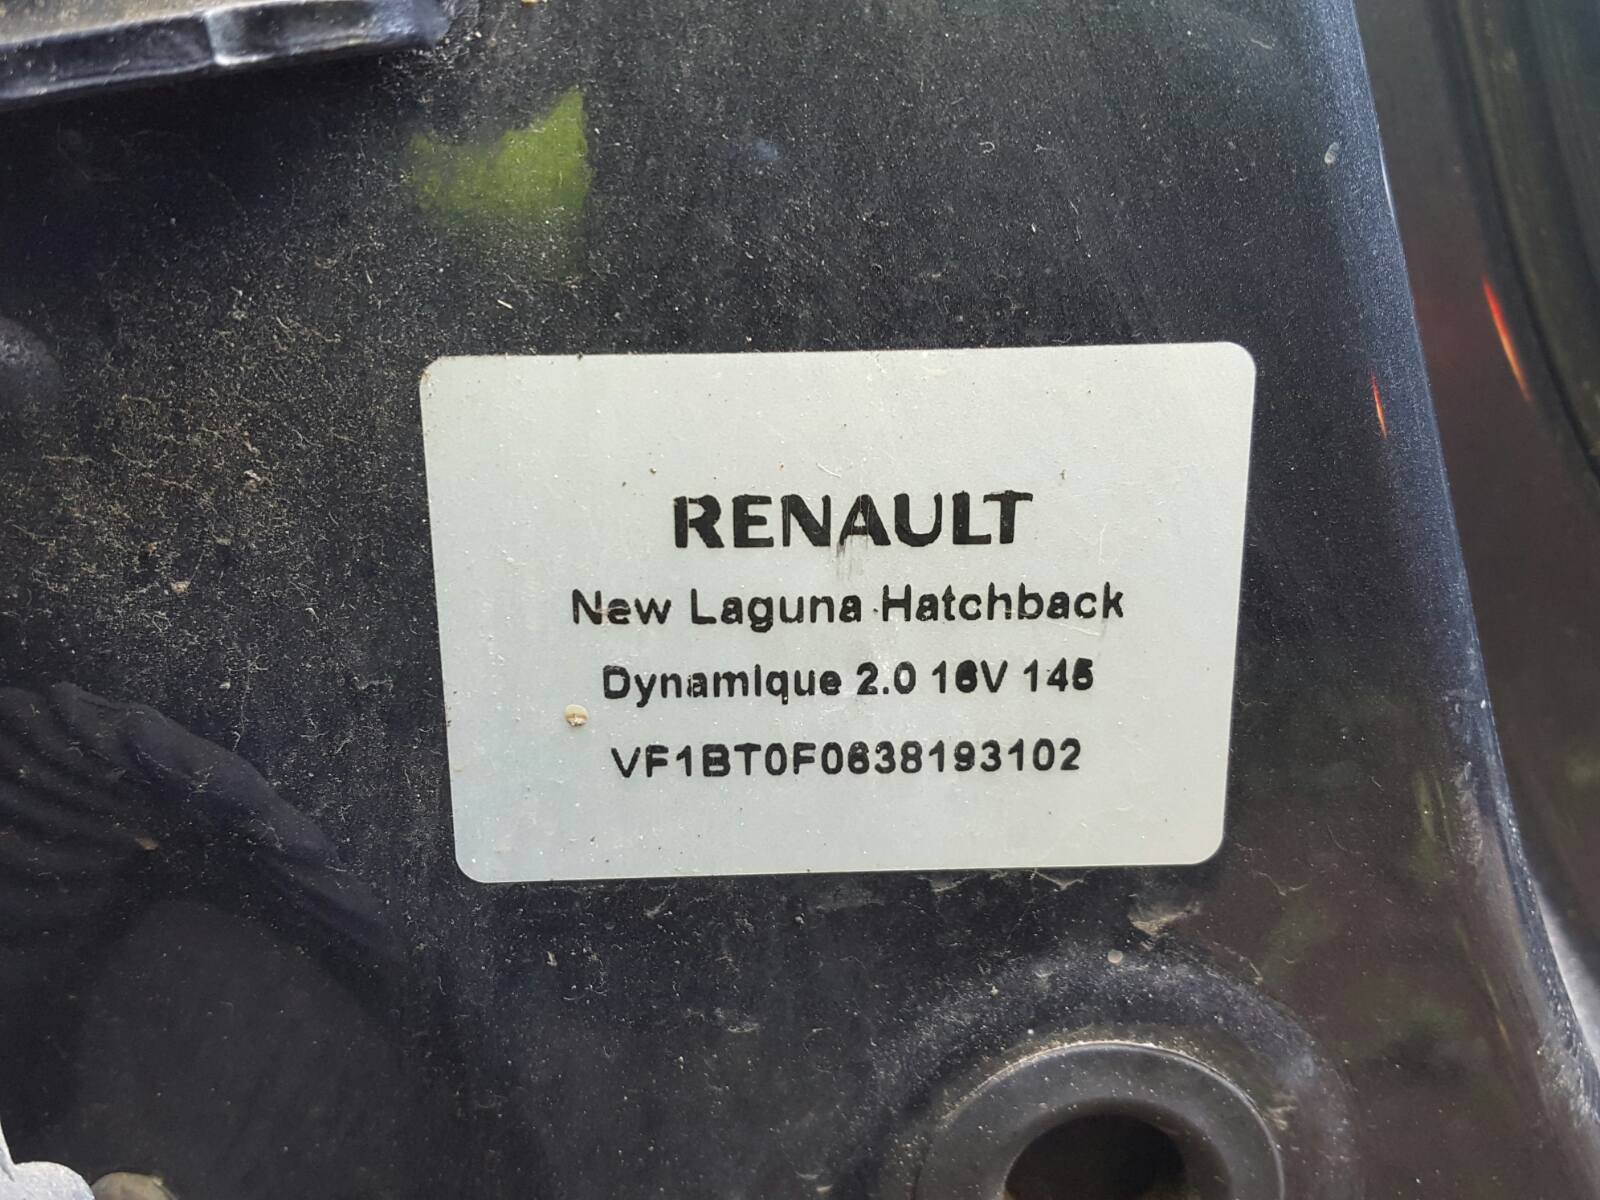 RENAULT
New Laguna Hatchback
Dynamique 2.0 16V 145
VF1BT0F0638193102